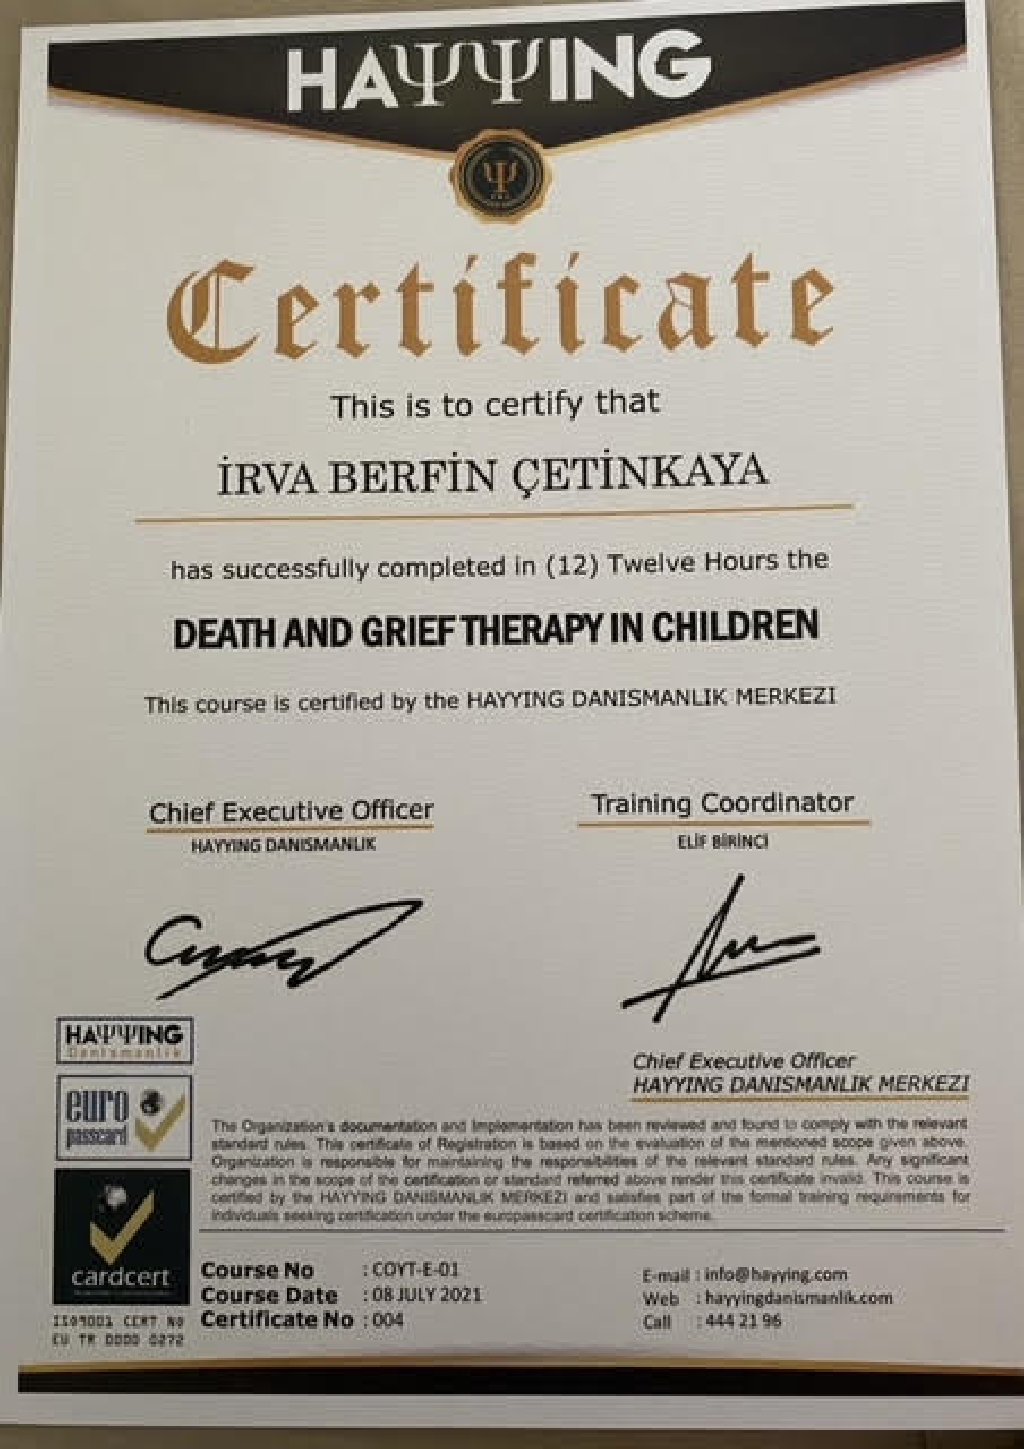 HAΨΨING
Certificate
This is to certify that
İRVA BERFİN ÇETİNKAYA
has successfully completed in (12) Twelve Hours the
DEATH AND GRIEF THERAPY IN CHILDREN
This course is certified by the HAYYING DANISMANLIK MERKEZI
Chief Executive Officer
HAYYING DANISMANLIK
Training Coordinator
ELİF BİRİNCİ
Chief Executive Officer
HAYYING DANISMANLIK MERKEZI
HAΨΨING
Danismanlik
euro
passcard
cardcert
The Organization's documentation and Implementation has been reviewed and found to comply with the relevant
standard rules. This certificate of Registration is based on the evaluation of the mentioned scope given above.
Organization is responsible for maintaining the responsibilities of the relevant standard rules. Any significant
changes in the scope of the certification or standard referred above render this certificate invalid. This course is
certified by the HAYYING DANISMANLIK MERKEZI and satisfies part of the formal training requirements for
individuals seeking certification under the europasscard certification scheme.
ISO9001 CERT NO
EU TR 0000 0272
Course No : COYT-E-01
Course Date : 08 JULY 2021
Certificate No : 004
E-mail : info@hayying.com
Web : hayyingdanismanlik.com
Call : 444 21 96